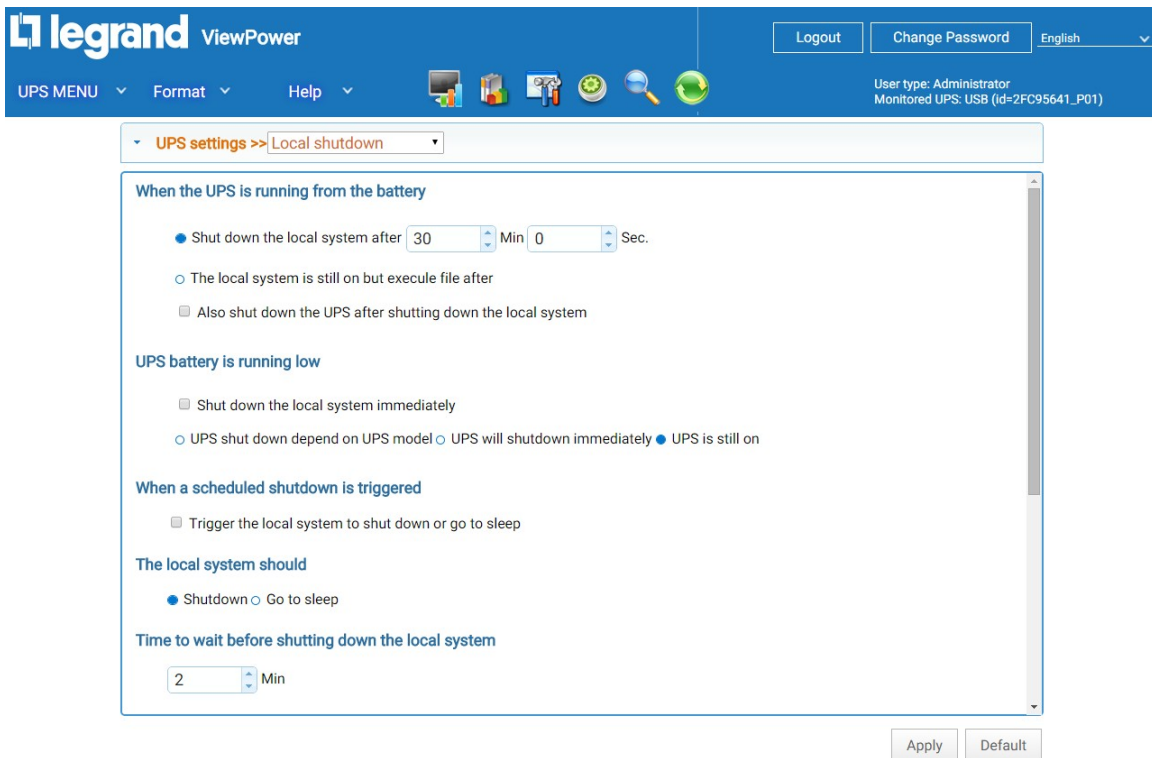 legrand ViewPower
Logout Change Password English
UPS MENU Format Help
User type: Administrator
Monitored UPS: USB (id=2FC95641_P01)
UPS settings >> Local shutdown
When the UPS is running from the battery
Shut down the local system after 30 Min 0 Sec.
The local system is still on but execule file after
Also shut down the UPS after shutting down the local system
UPS battery is running low
Shut down the local system immediately
UPS shut down depend on UPS model UPS will shutdown immediately UPS is still on
When a scheduled shutdown is triggered
Trigger the local system to shut down or go to sleep
The local system should
Shutdown Go to sleep
Time to wait before shutting down the local system
2 Min
Apply Default